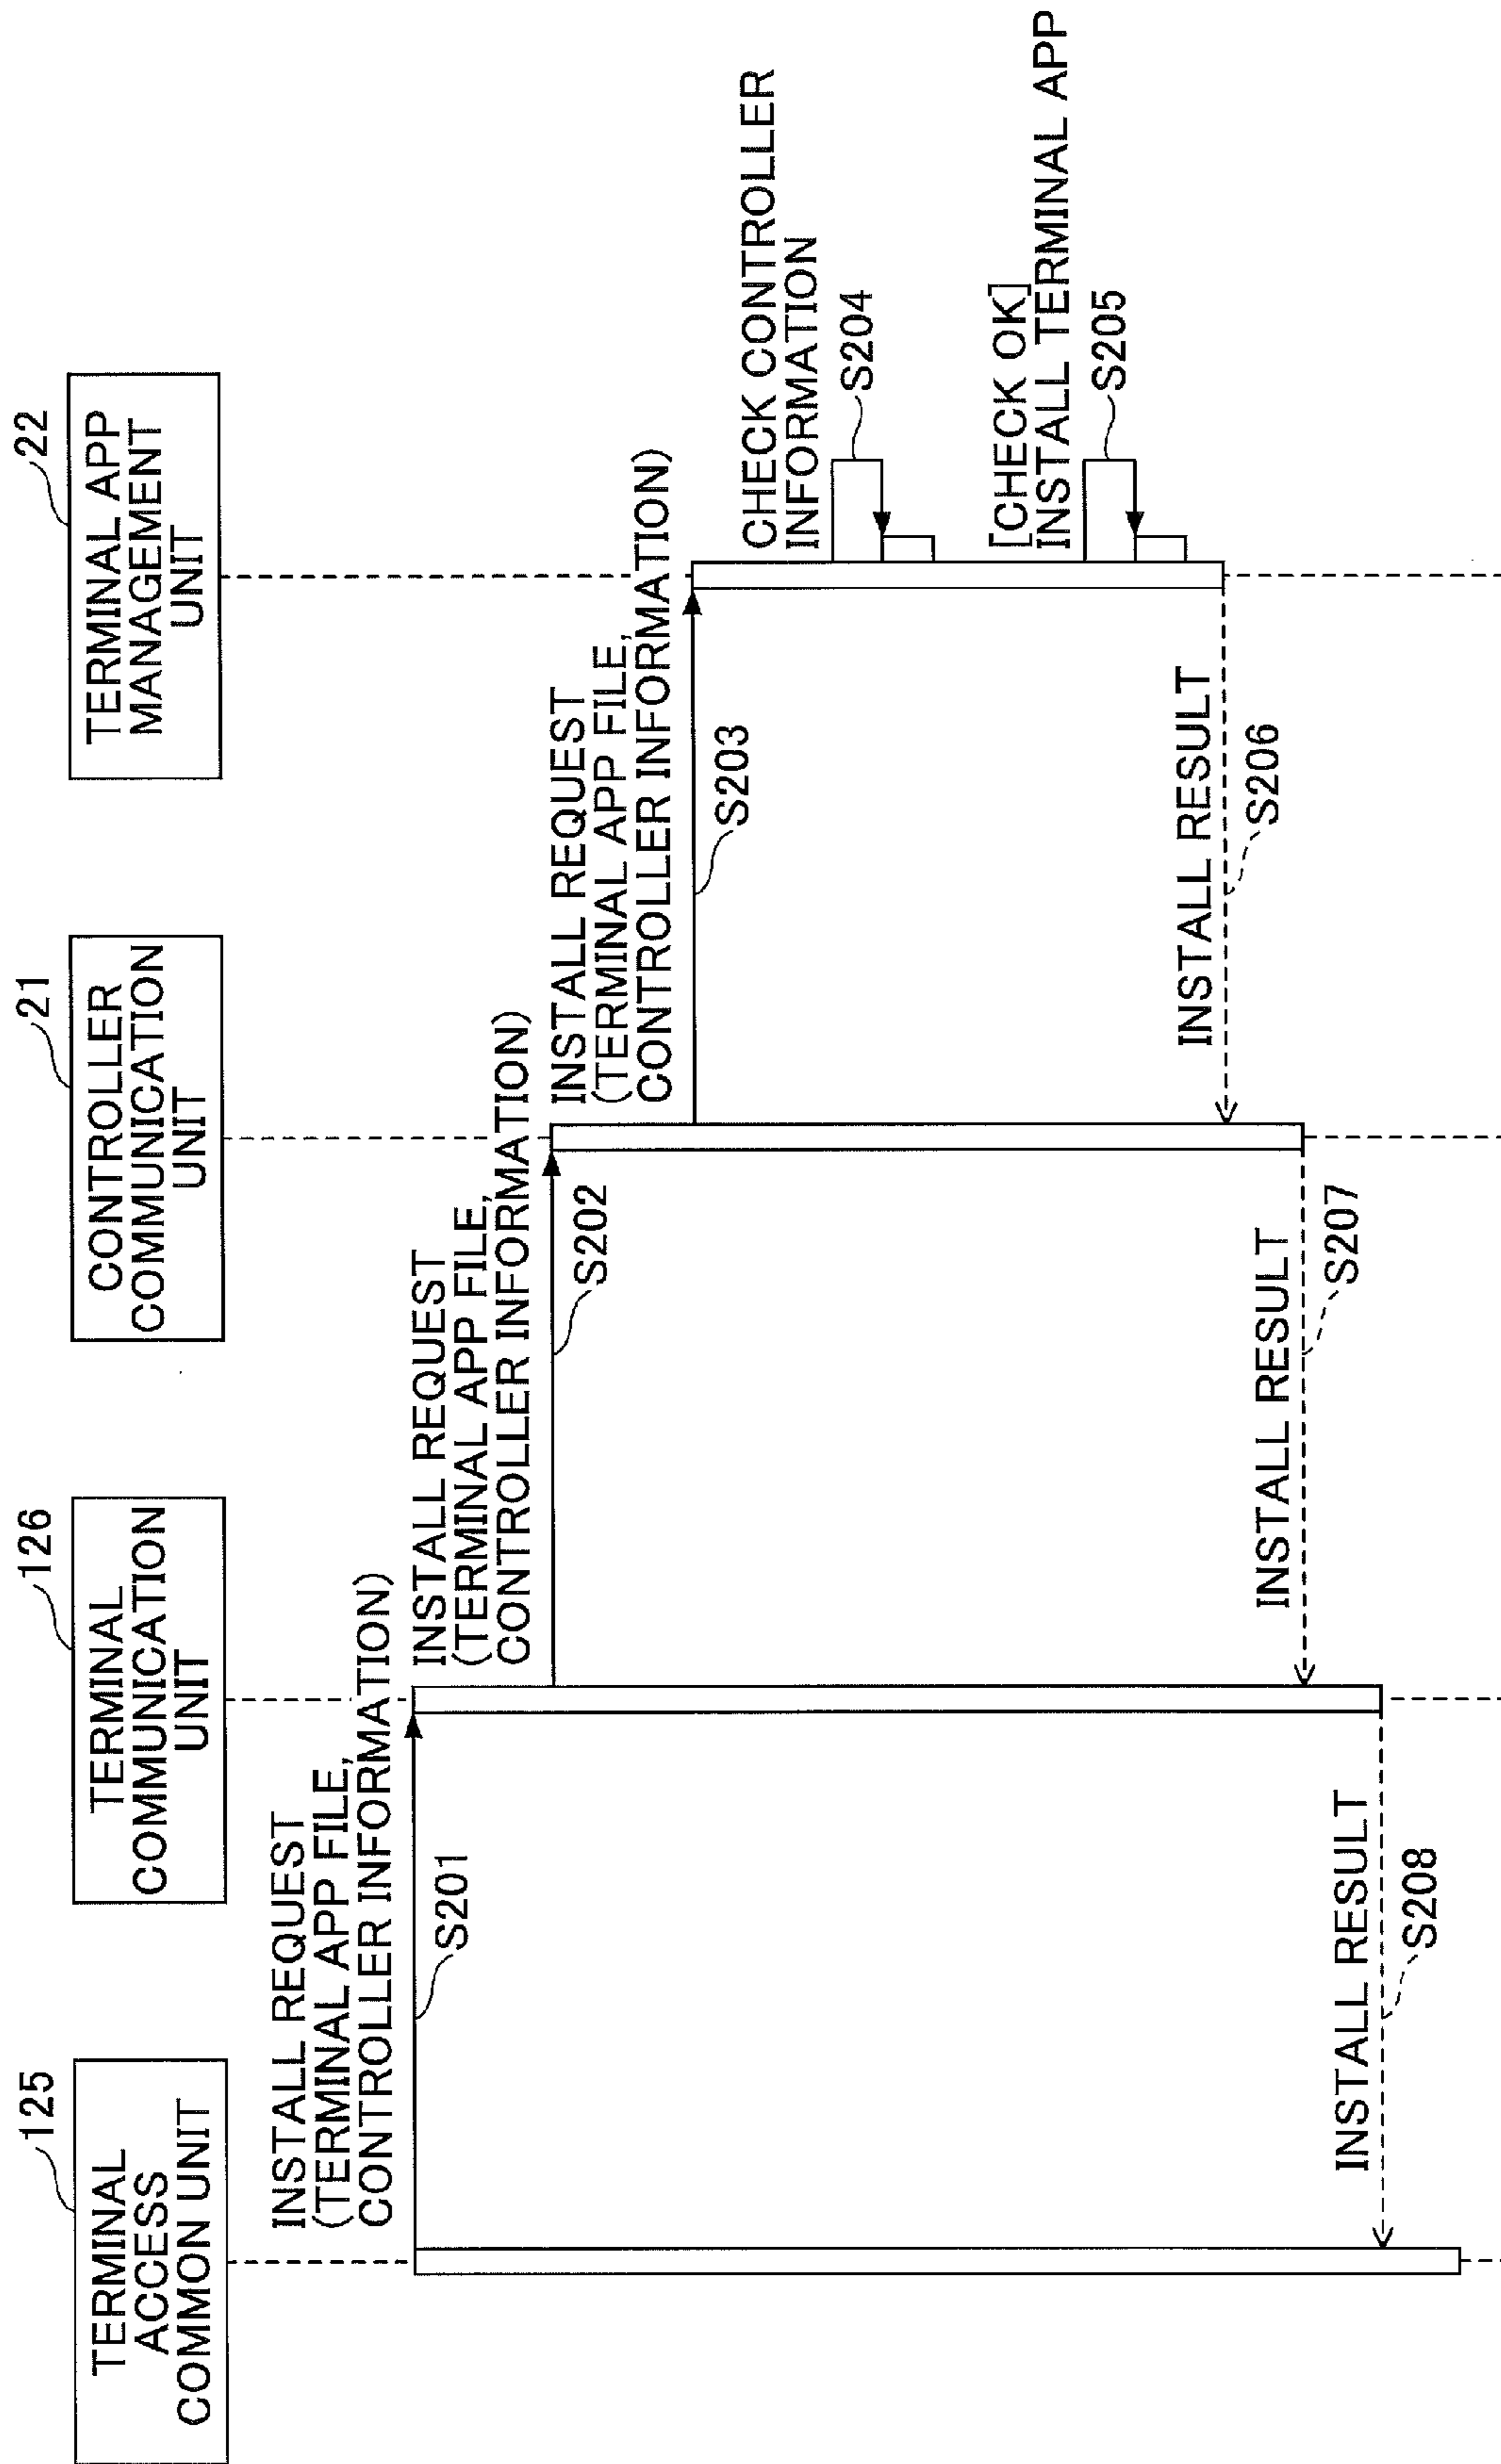 125
TERMINAL
ACCESS
COMMON UNIT
126
TERMINAL
COMMUNICATION
UNIT
21
CONTROLLER
COMMUNICATION
UNIT
22
TERMINAL APP
MANAGEMENT
UNIT
INSTALL REQUEST
(TERMINAL APP FILE,
CONTROLLER INFORMATION)
S201
INSTALL REQUEST
(TERMINAL APP FILE,
CONTROLLER INFORMATION)
S202
INSTALL REQUEST
(TERMINAL APP FILE,
CONTROLLER INFORMATION)
S203
CHECK CONTROLLER
INFORMATION
S204
[CHECK OK]
INSTALL TERMINAL APP
S205
INSTALL RESULT
S206
INSTALL RESULT
S207
INSTALL RESULT
S208